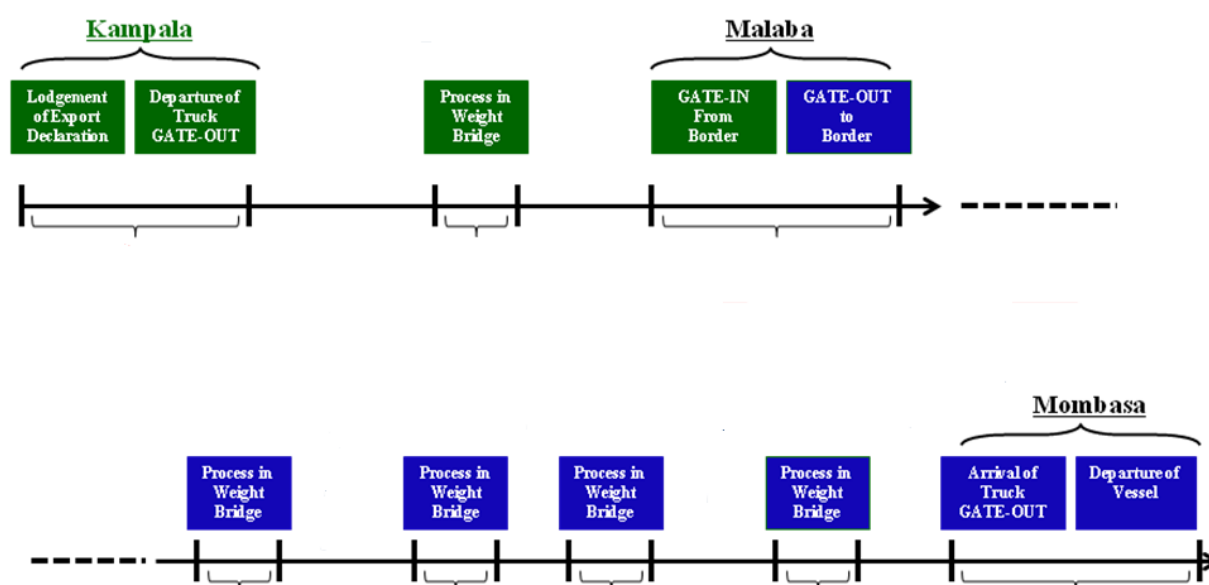 Kampala
Malaba
Lodgement
of Export
Declaration
Departure of
Truck
GATE-OUT
Process in
Weight
Bridge
GATE-IN
From
Border
GATE-OUT
to
Border
Mombasa
Process in
Weight
Bridge
Process in
Weight
Bridge
Process in
Weight
Bridge
Process in
Weight
Bridge
Arrival of
Truck
GATE-OUT
Departure of
Vessel